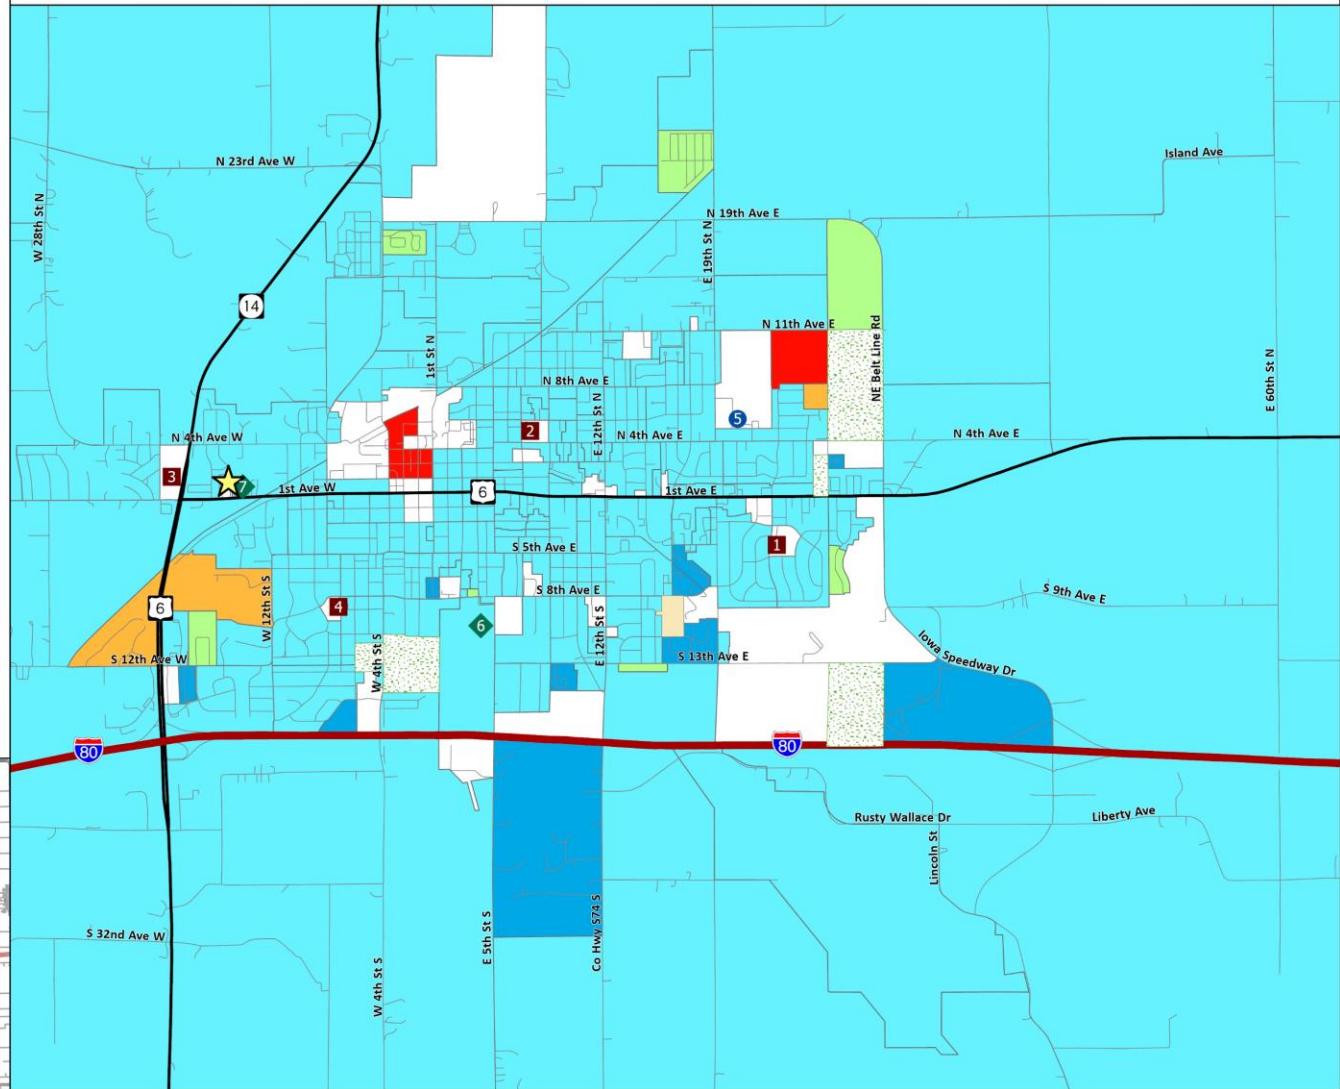 N 23rd Ave W
Island Ave
W 28th St N
N 19th Ave E
E 19th St N
14
N 11th Ave E
NE Belt Line Rd
1st St N
E 60th St N
N 8th Ave E
E 12th St N
5
2
N 4th Ave W
N 4th Ave E
N 4th Ave E
3
7
1st Ave W
6
1st Ave E
1
S 5th Ave E
S 8th Ave E
S 9th Ave E
6
W 12th St S
4
6
E 12th St S
Iowa Speedway Dr
S 12th Ave W
W 4th St S
S 13th Ave E
80
80
Rusty Wallace Dr
Liberty Ave
Lincoln St
S 32nd Ave W
E 5th St S
Co Hwy S74 S
W 4th St S